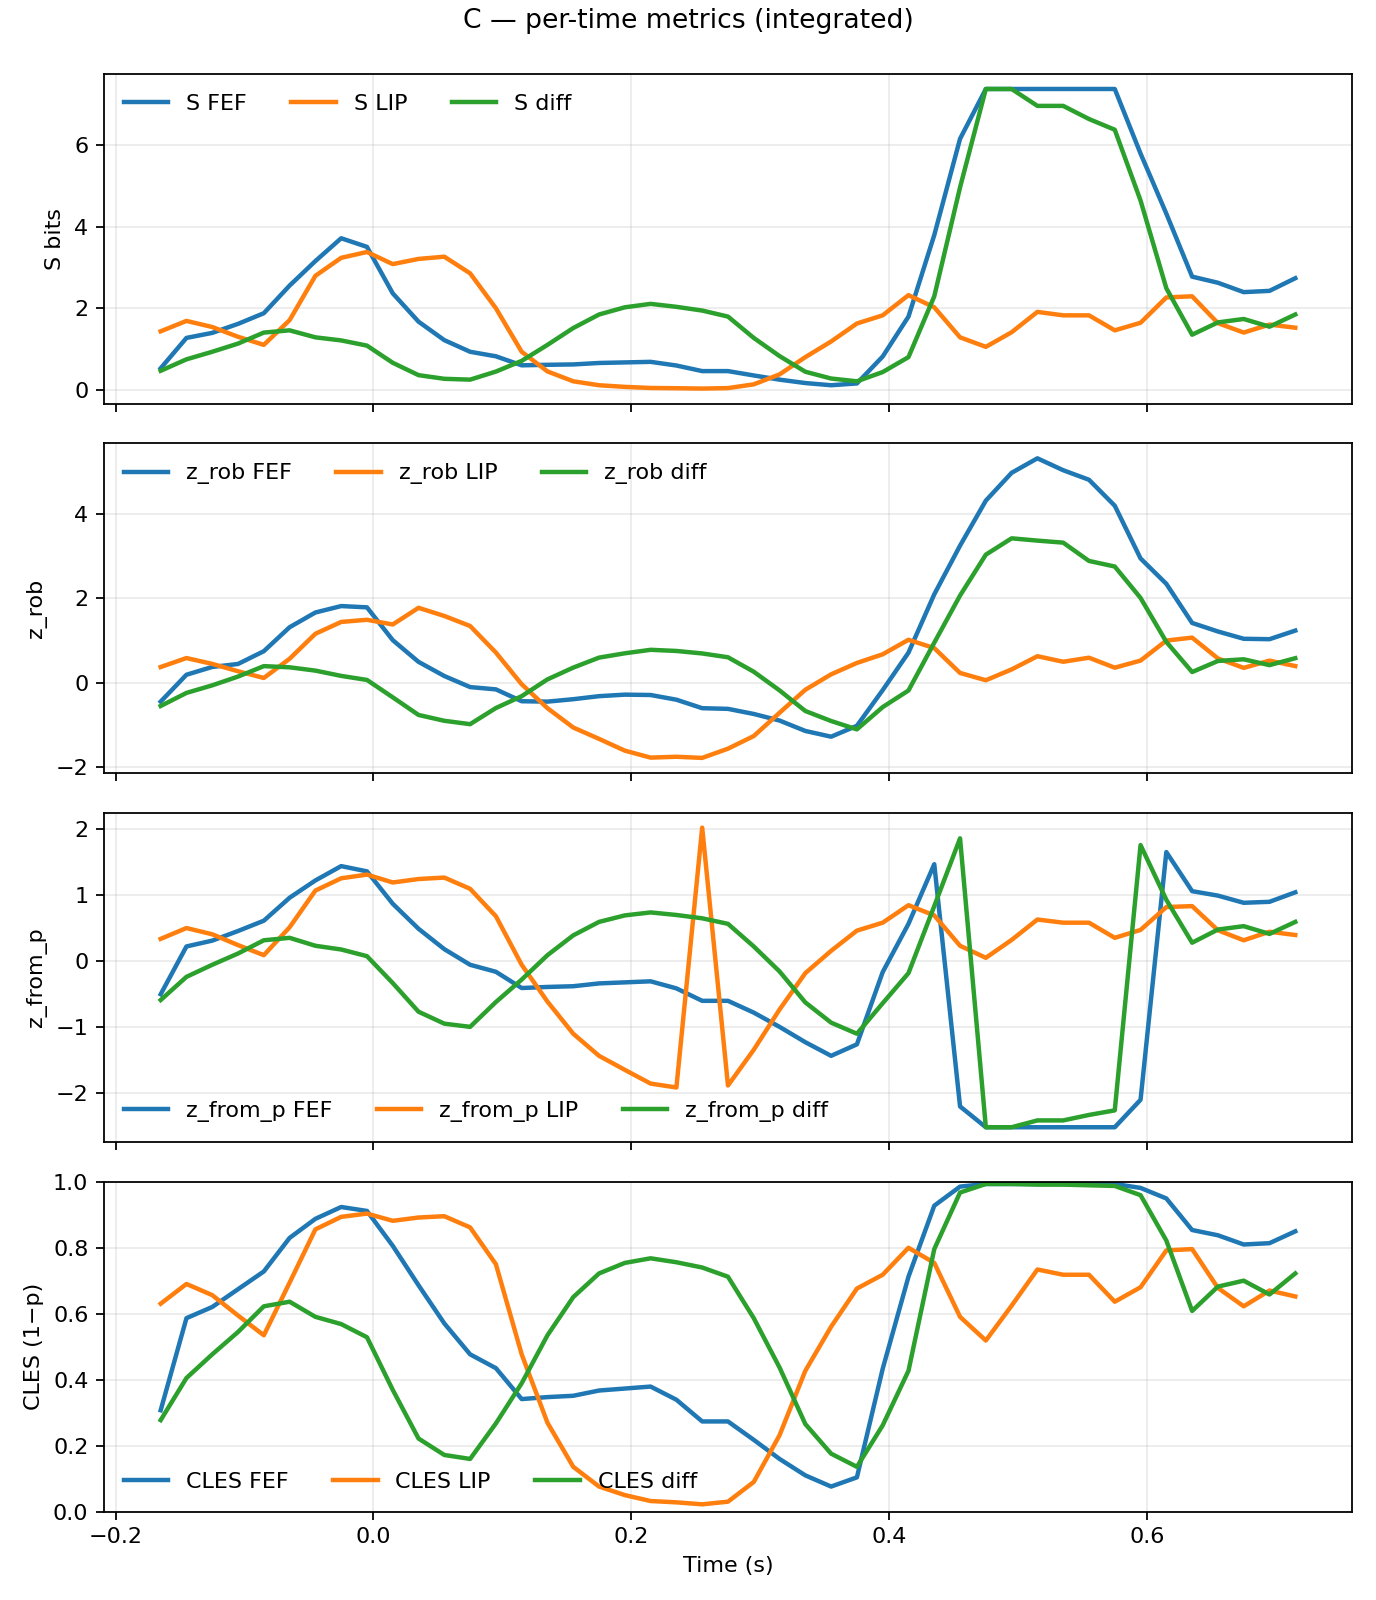 C — per-time metrics (integrated)
S FEF S LIP S diff
6
4
2
0
S bits
z_rob FEF z_rob LIP z_rob diff
4
2
0
−2
z_rob
2
1
0
−1
−2
z_from_p
z_from_p FEF z_from_p LIP z_from_p diff
1.0
0.8
0.6
0.4
0.2
0.0
CLES (1−p)
CLES FEF CLES LIP CLES diff
−0.2 0.0 0.2 0.4 0.6
Time (s)